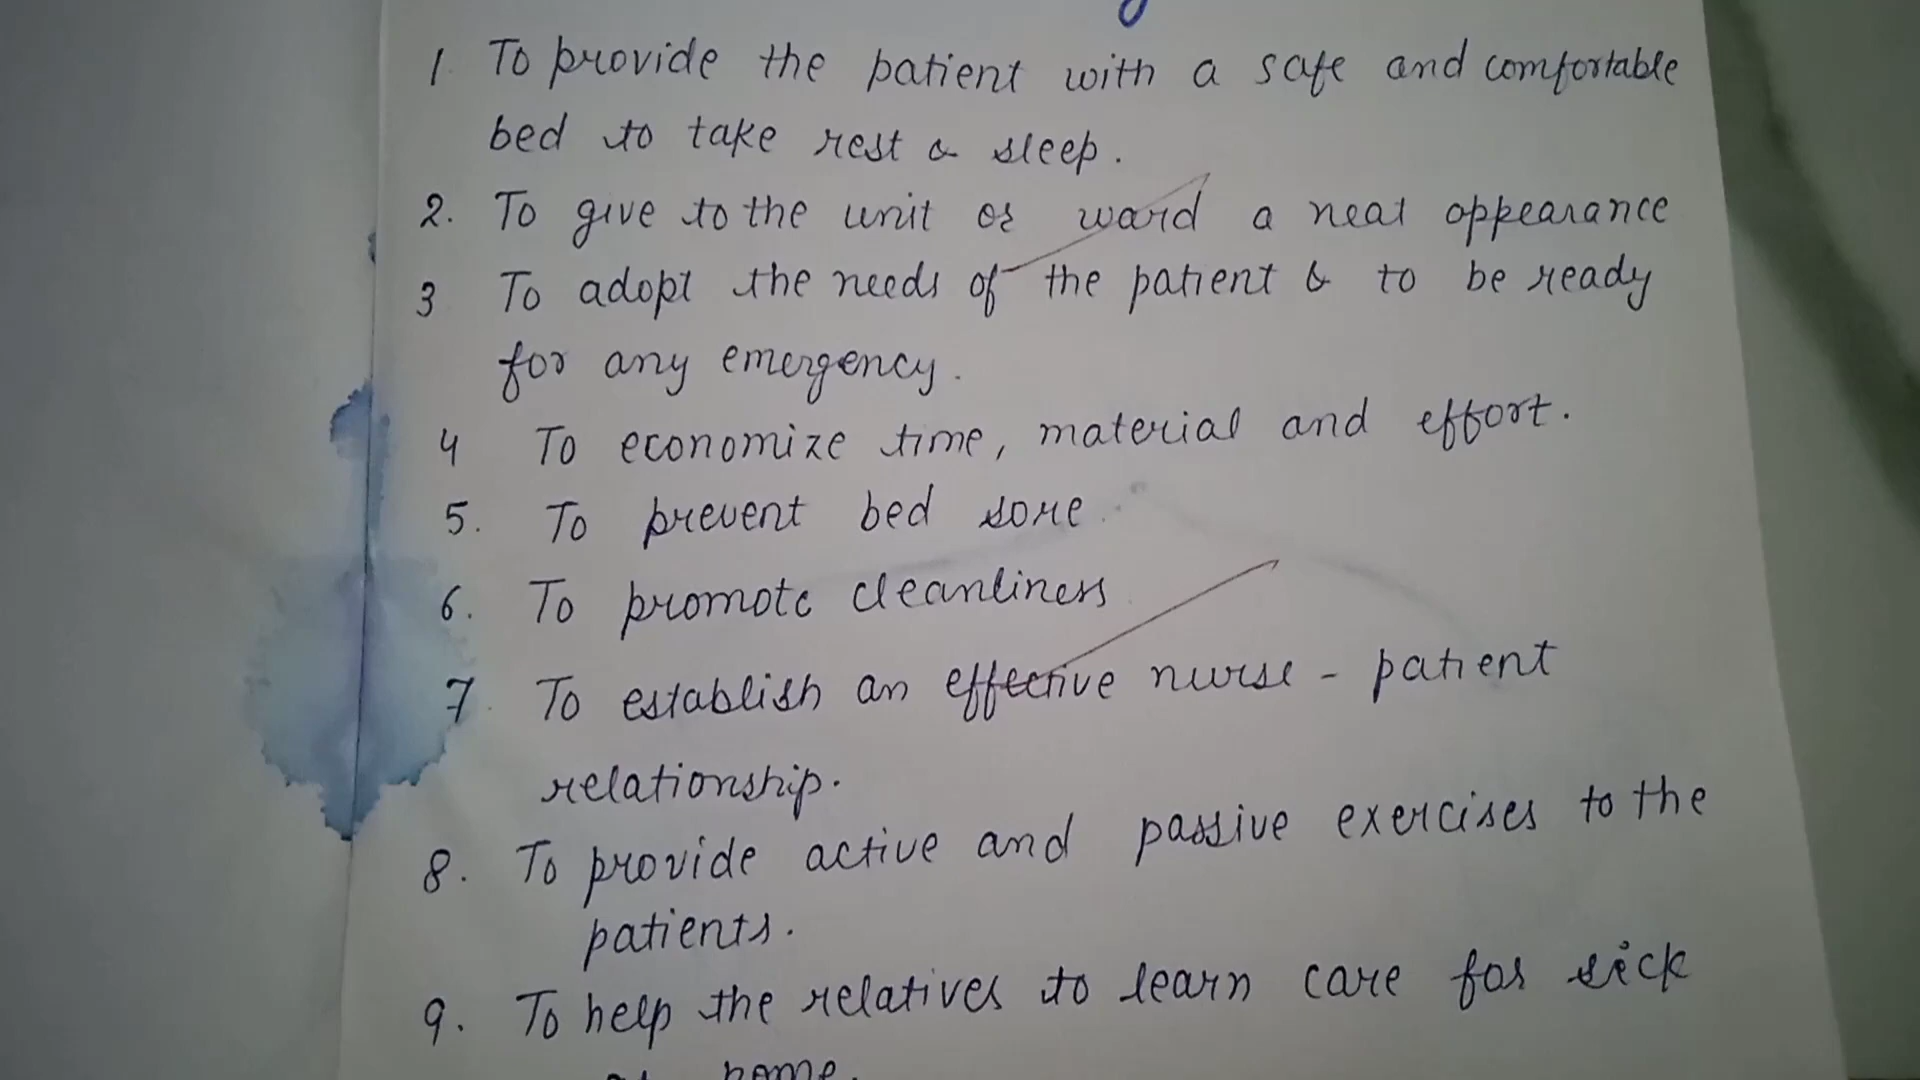 1. To provide the patient with a safe and comfortable
bed to take rest & sleep.
2. To give to the unit or ward a neat appearance
3 To adopt the needs of the patient & to be ready
for any emergency.
4 To economize time, material and effort.
5. To prevent bed sore.
6. To promote cleanliness
7. To establish an effective nurse - patient
relationship.
8. To provide active and passive exercises to the
patients.
9. To help the relatives to learn care for sick
home.